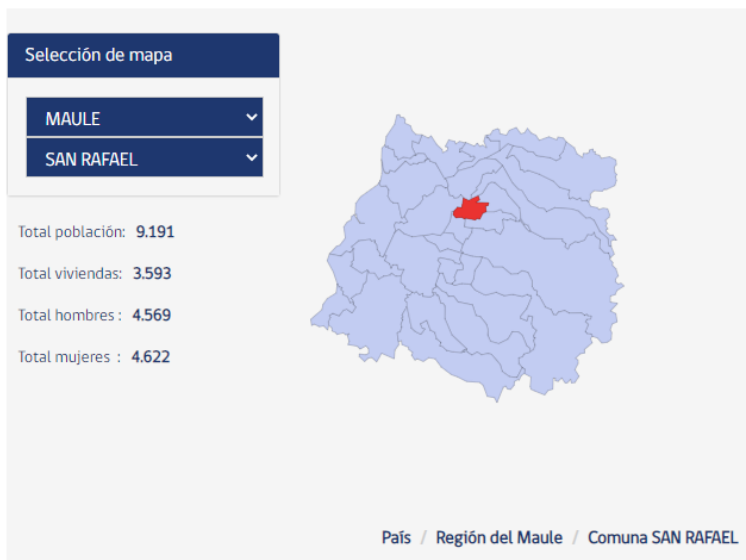 Selección de mapa
MAULE
SAN RAFAEL
Total población: 9.191
Total viviendas: 3.593
Total hombres : 4.569
Total mujeres : 4.622
País / Región del Maule / Comuna SAN RAFAEL